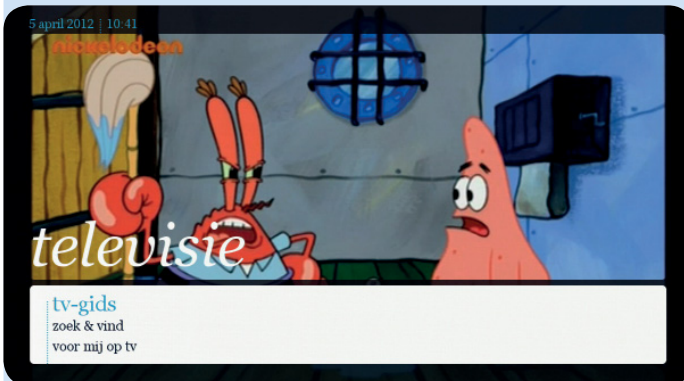 5 april 2012 | 10:41
nickelodeon
televisie
tv-gids
zoek & vind
voor mij op tv